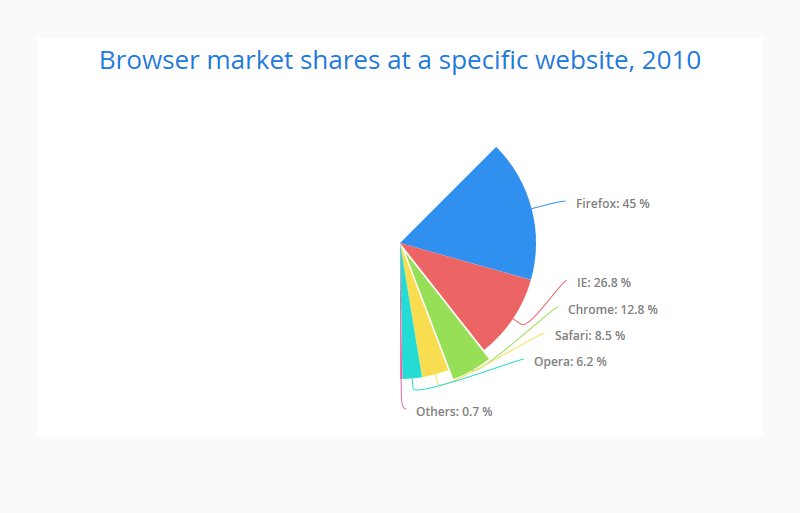 Browser market shares at a specific website, 2010
Firefox: 45 %
IE: 26.8 %
Chrome: 12.8 %
Safari: 8.5 %
Opera: 6.2 %
Others: 0.7 %